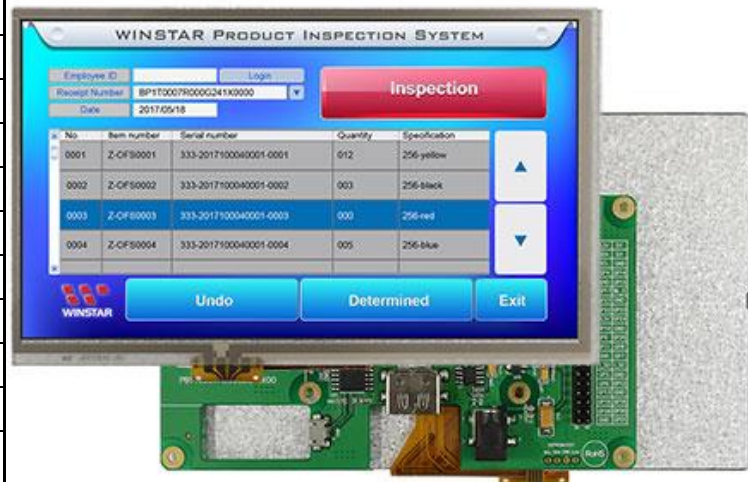 WINSTAR PRODUCT INSPECTION SYSTEM
Employee ID Login
Receipt Number BP1T0007R000G241X0000
Date 2017/05/18
Inspection
No. Item number Serial number Quantity Specification
0001 Z-OFS0001 333-2017100040001-0001 012 256-yellow
0002 Z-OFS0002 333-2017100040001-0002 003 256-black
0003 Z-OFS0003 333-2017100040001-0003 000 256-red
0004 Z-OFS0004 333-2017100040001-0004 005 256-blue
WINSTAR
Undo Determined Exit
RoHS